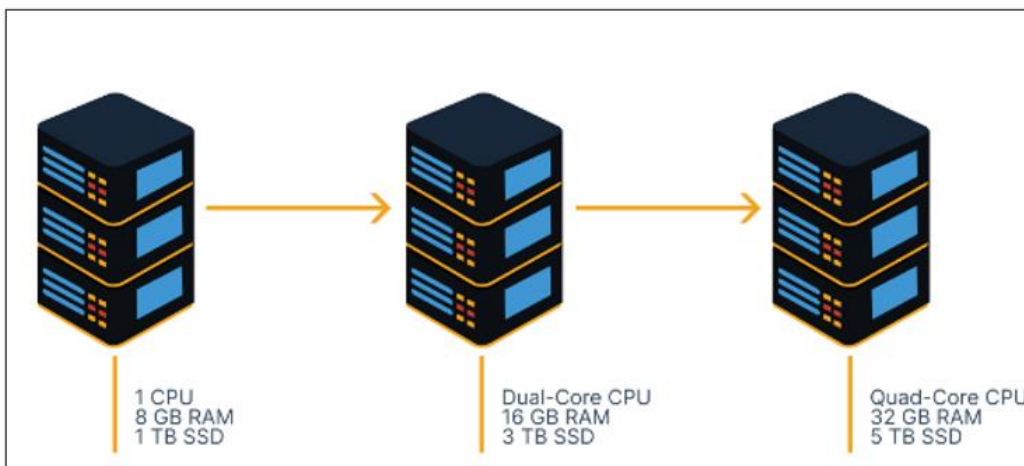 1 CPU
8 GB RAM
1 TB SSD
Dual-Core CPU
16 GB RAM
3 TB SSD
Quad-Core CPU
32 GB RAM
5 TB SSD